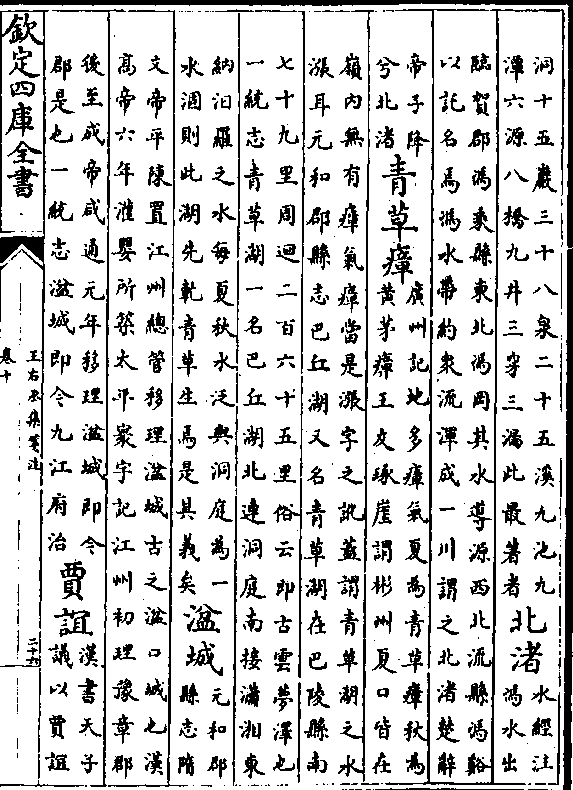 洞十五巖三十八泉二十五溪九池九
潭六源八橋九井三穿三漏此最著者
北渚
水經注
馮水出
臨賀郡馮乗縣東北馮岡其水導源西北流縣馮谿
以託名焉馮水帶約衆流渾成一川謂之北渚楚辭
帝子降
兮北渚
青草瘴
廣州記地多瘴氣夏為青草瘴秋為
黄茅瘴王友琢崖謂彬州夏口皆在
嶺内無有瘴氣瘴當是漲字之訛蓋謂青草湖之水
漲耳元和郡縣志巴丘湖又名青草湖在巴陵縣南
七十九里周迴二百六十五里俗云即古雲夢澤也
一統志青草湖一名巴丘湖北連洞庭南接瀟湘東
納汨羅之水每夏秋水泛與洞庭為一
水涸則此湖先乾青草生焉是其義矣
湓城
元和郡
縣志隋
文帝平陳置江州總管移理湓城古之湓口城也漢
髙帝六年灌嬰所築太平寰宇記江州初理豫章郡
後至成帝咸通元年移理湓城即今
郡是也一統志湓城即今九江府治
賈誼
漢書天子
議以賈誼
欽定四庫全書
王右丞集箋注
卷十
二十六